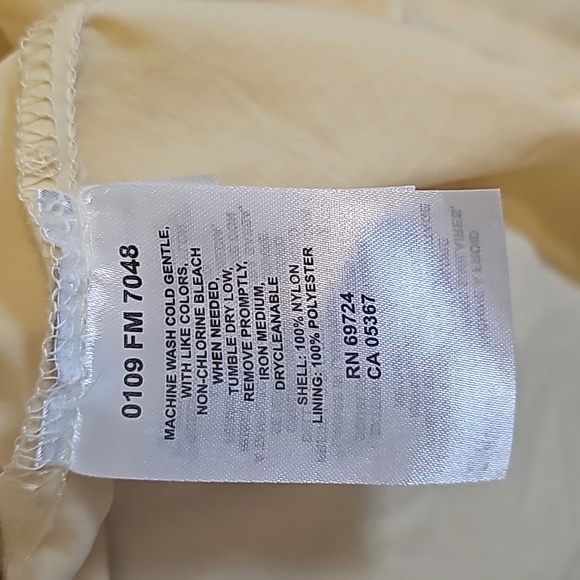 0109 FM 7048
MACHINE WASH COLD GENTLE,
WITH LIKE COLORS,
NON-CHLORINE BLEACH
WHEN NEEDED,
TUMBLE DRY LOW,
REMOVE PROMPTLY,
IRON MEDIUM,
DRYCLEANABLE
SHELL: 100% NYLON
LINING: 100% POLYESTER
RN 69724
CA 05367